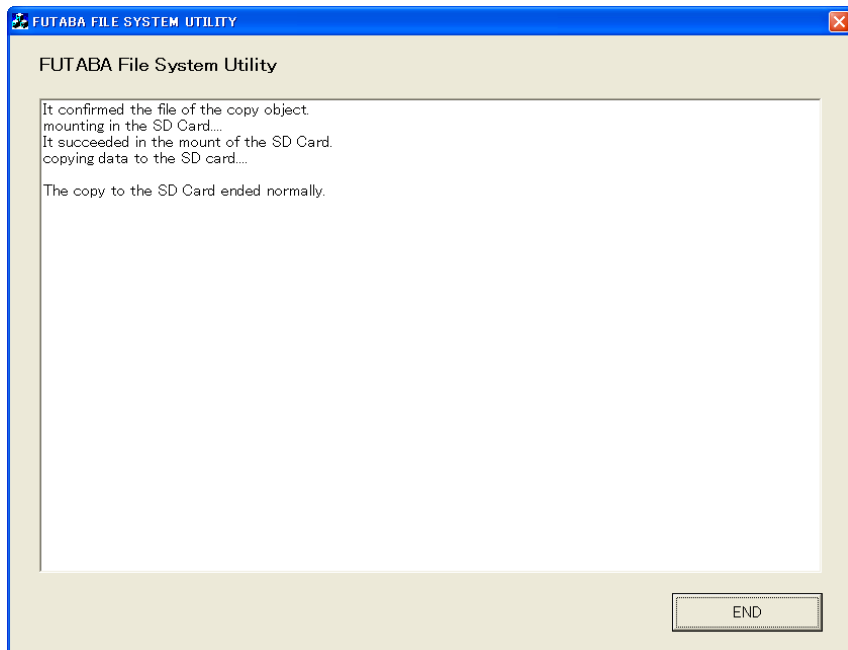 FUTABA FILE SYSTEM UTILITY
FUTABA File System Utility
It confirmed the file of the copy object.
mounting in the SD Card....
It succeeded in the mount of the SD Card.
copying data to the SD card....
The copy to the SD Card ended normally.
END